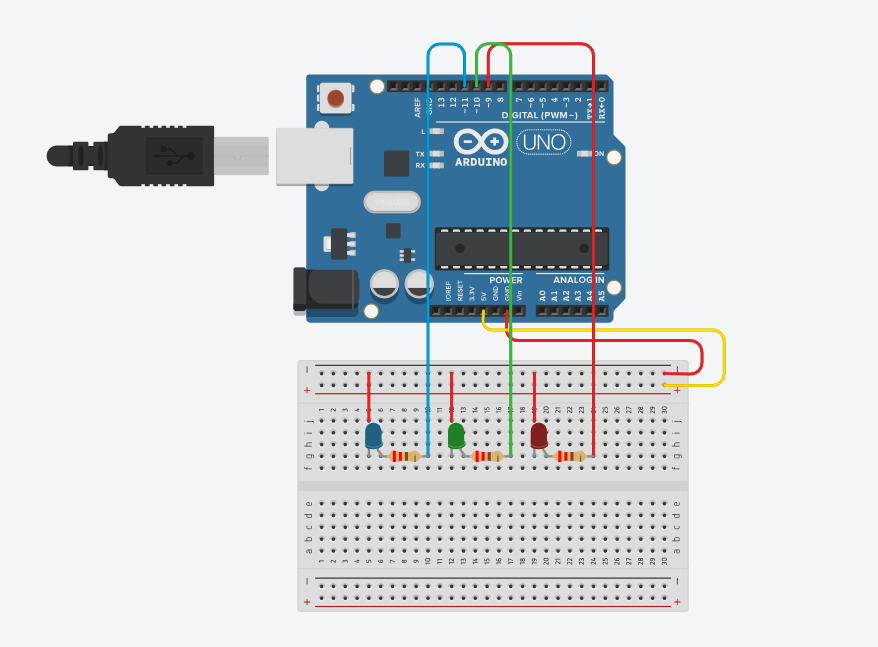 AREF GND 13 12 ~11 ~10 ~9 8 7 ~6 ~5 4 ~3 2 TX→1 RX←0
DIGITAL (PWM~)
L
TX
RX
ARDUINO
UNO
ON
POWER
ANALOG IN
IOREF RESET 3.3V 5V GND GND Vin A0 A1 A2 A3 A4 A5
− −
+ +
1 2 3 4 5 6 7 8 9 10 11 12 13 14 15 16 17 18 19 20 21 22 23 24 25 26 27 28 29 30
j j
i i
h h
g g
f f
e e
d d
c c
b b
a a
1 2 3 4 5 6 7 8 9 10 11 12 13 14 15 16 17 18 19 20 21 22 23 24 25 26 27 28 29 30
− −
+ +